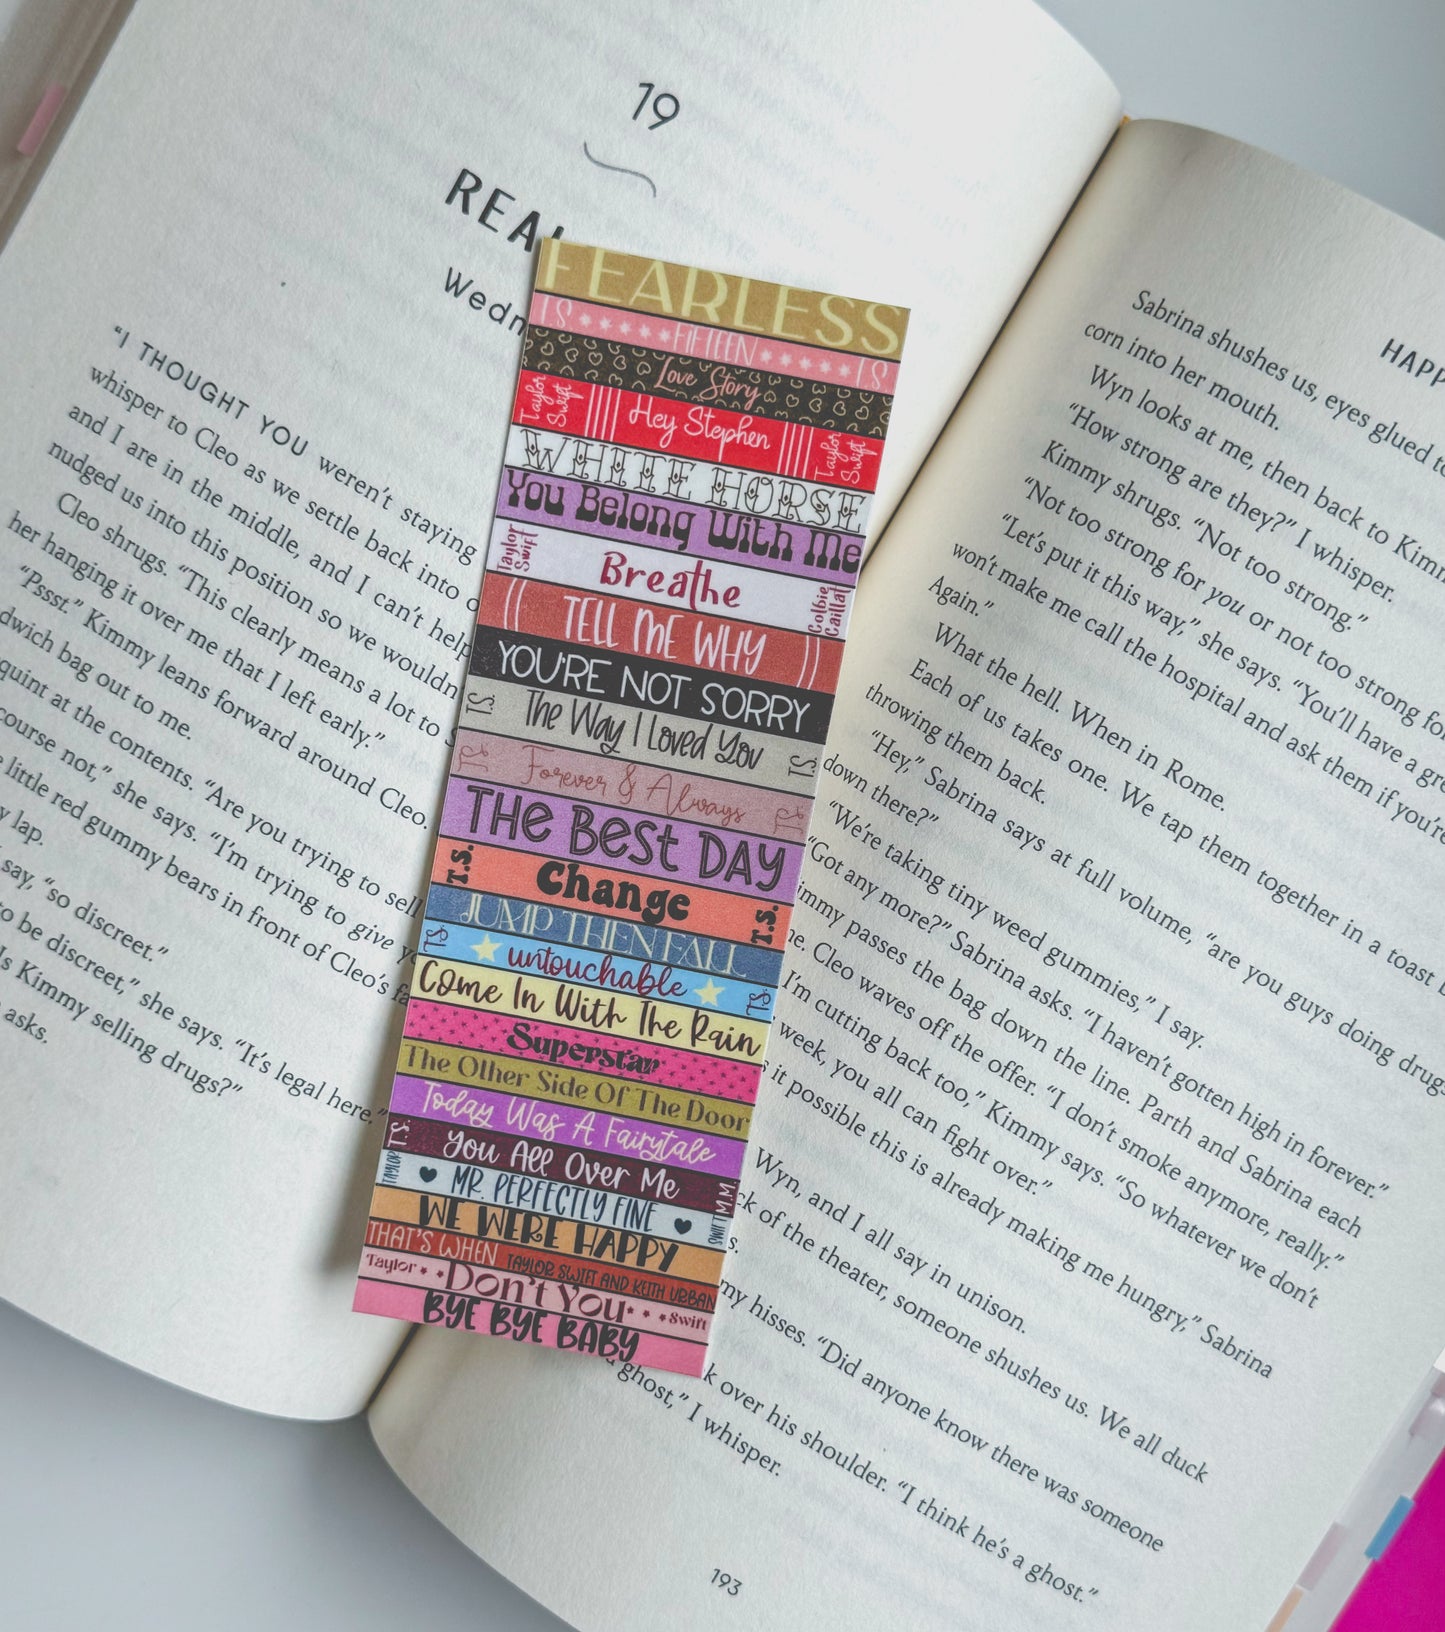 19
REAL
Wedn
"I THOUGHT YOU weren't staying
whisper to Cleo as we settle back into
and I are in the middle, and I can't help
nudged us into this position so we wouldn
Cleo shrugs. "This clearly means a lot to
her hanging it over me that I left early."
"Pssst." Kimmy leans forward around Cleo.
dwich bag out to me.
quint at the contents. "Are you trying to sell
course not," she says. "I'm trying to give
little red gummy bears in front of Cleo's
lap.
say, "so discreet."
to be discreet," she says. "It's legal here."
Is Kimmy selling drugs?"
asks.
FEARLESS
T.S. FIFTEEN T.S.
Love Story
Taylor Swift Hey Stephen Taylor Swift
WHITE HORSE
You Belong With Me
Taylor Swift Breathe Colbie Caillat
TELL ME WHY
YOU'RE NOT SORRY
T.S. The Way I Loved You T.S.
T.S. Forever & Always T.S.
THE BEST DAY
T.S. Change T.S.
JUMP THEN FALL
T.S. untouchable T.S.
Come In With The Rain
Superstar
The Other Side Of The Door
Today Was A Fairytale
T.S. You All Over Me M.M.
TAYLOR MR. PERFECTLY FINE SWIFT
WE WERE HAPPY
THAT'S WHEN TAYLOR SWIFT AND KEITH URBAN
Taylor Don't You Swift
BYE BYE BABY
HAPP
Sabrina shushes us, eyes glued to
corn into her mouth.
Wyn looks at me, then back to Kimm
"How strong are they?" I whisper.
Kimmy shrugs. "Not too strong."
"Not too strong for you or not too strong fo
"Let's put it this way," she says. "You'll have a gre
won't make me call the hospital and ask them if you're
Again."
What the hell. When in Rome.
Each of us takes one. We tap them together in a toast
throwing them back.
"Hey," Sabrina says at full volume, "are you guys doing drugs
down there?"
"We're taking tiny weed gummies," I say.
"Got any more?" Sabrina asks. "I haven't gotten high in forever."
immy passes the bag down the line. Parth and Sabrina each
ne. Cleo waves off the offer. "I don't smoke anymore, really."
I'm cutting back too," Kimmy says. "So whatever we don't
week, you all can fight over."
it possible this is already making me hungry," Sabrina
Wyn, and I all say in unison.
ck of the theater, someone shushes us. We all duck
s.
my hisses. "Did anyone know there was someone
k over his shoulder. "I think he's a ghost."
ghost," I whisper.
193